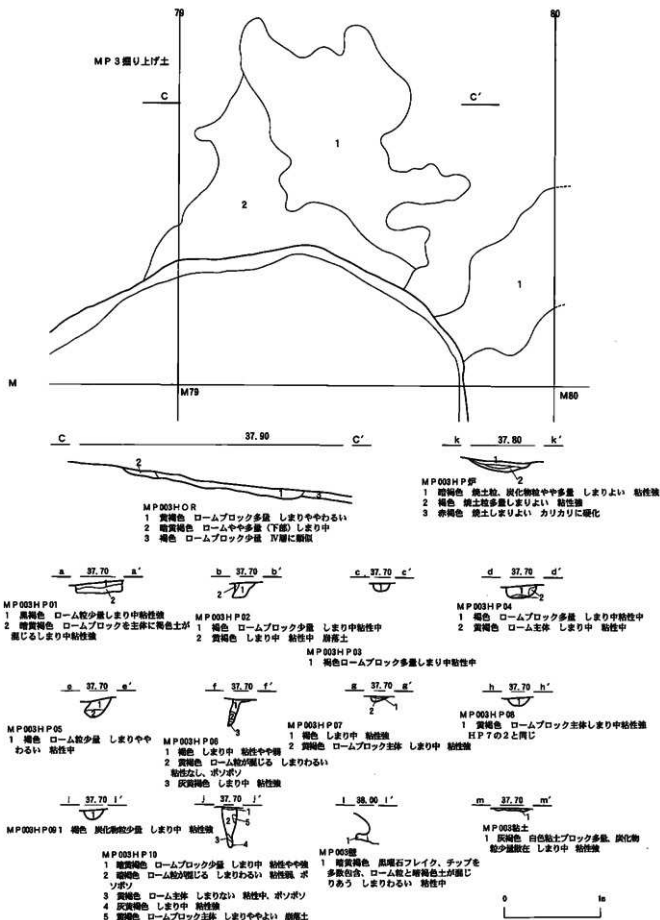 79
80
MP3掘り上げ土
C
C'
1
2
1
M
M79
M80
C 37.90 C'
2
1
3
MP003HOR
1 黄褐色 ロームブロック多量 しまりややわるい
2 暗黄褐色 ロームやや多量(下部)しまり中
3 褐色 ロームブロック少量 Ⅳ層に類似
k 37.80 k'
1
2
MP003HP炉
1 暗褐色 焼土粒、炭化物粒やや多量 しまりよい 粘性強
2 褐色 焼土粒多量しまりよい 粘性強
3 赤褐色 焼土しまりよい カリカリに硬化
a 37.70 a'
1
2
MP003HP01
1 黒褐色 ローム粒少量しまり中粘性強
2 暗黄褐色 ロームブロックを主体に褐色土が
混じるしまり中粘性強
b 37.70 b'
1
2
MP003HP02
1 褐色 ロームブロック少量 しまり中粘性中
2 黄褐色 しまり中 粘性中 崩落土
c 37.70 c'
1
MP003HP03
1 褐色ロームブロック多量しまり中粘性中
d 37.70 d'
1
2
MP003HP04
1 褐色 ロームブロック多量 しまり中粘性中
2 黄褐色 ローム主体 しまり中 粘性中
e 37.70 e'
1
2
MP003HP05
1 褐色 ローム粒少量 しまりやや
わるい 粘性中
f 37.70 f'
3
MP003HP06
1 褐色 しまり中 粘性やや弱
2 黄褐色 ローム粒が混じる しまりわるい
粘性なし、ボソボソ
3 灰黄褐色 しまり中 粘性強
g 37.70 g'
1
2
MP003HP07
1 褐色 しまり中 粘性強
2 黄褐色 ロームブロック主体 しまり中 粘性強
h 37.70 h'
1
MP003HP08
1 黄褐色 ロームブロック主体しまり中粘性強
HP7の2と同じ
i 37.70 i'
1
MP003HP09 1 褐色 炭化物粒少量 しまり中 粘性強
j 37.70 j'
1
2
5
3
4
MP003HP10
1 暗黄褐色 ロームブロック少量 しまり中 粘性やや強
2 暗褐色 ローム粒が混じる しまりわるい 粘性弱、ボ
ソボソ
3 黄褐色 ローム主体 しまりない 粘性中、ボソボソ
4 灰黄褐色 しまり中 粘性強
5 黄褐色 ロームブロック主体 しまりややよい 崩落土
l 38.00 l'
1
MP003壁
1 暗黄褐色 黒曜石フレイク、チップを
多数包含、ローム粒と暗褐色土が混じ
りあう しまりわるい 粘性中
m 37.70 m'
1
MP003粘土
1 灰褐色 白色粘土ブロック多量、炭化物
粒少量散在 しまり中 粘性強
0
1m